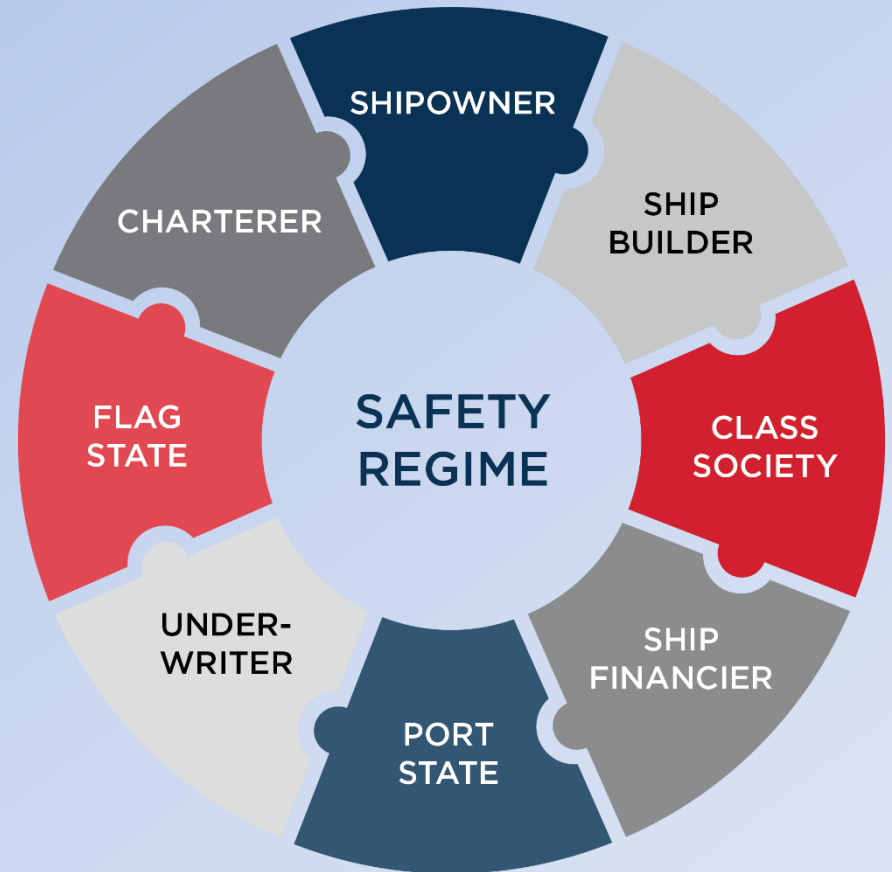 SHIPOWNER
SHIP
BUILDER
CLASS
SOCIETY
SHIP
FINANCIER
PORT
STATE
UNDER-
WRITER
FLAG
STATE
CHARTERER
SAFETY
REGIME